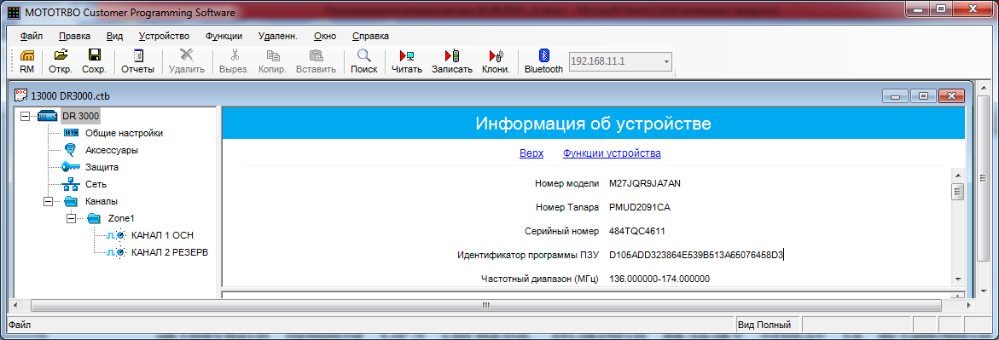 MOTOTRBO Customer Programming Software
Файл Правка Вид Устройство Функции Удаленн. Окно Справка
RM Откр. Сохр. Отчеты Удалить Вырез. Копир. Вставить Поиск Читать Записать Клони. Bluetooth 192.168.11.1
13000 DR3000.ctb
DR 3000
SET
Общие настройки
Аксессуары
Защита
Сеть
Каналы
Zone1
КАНАЛ 1 ОСН
КАНАЛ 2 РЕЗЕРВ
Информация об устройстве
Верх Функции устройства
Номер модели M27JQR9JA7AN
Номер Танара PMUD2091CA
Серийный номер 484TQC4611
Идентификатор программы ПЗУ D105ADD323864E539B513A65076458D3
Частотный диапазон (МГц) 136.000000-174.000000
Файл Вид Полный